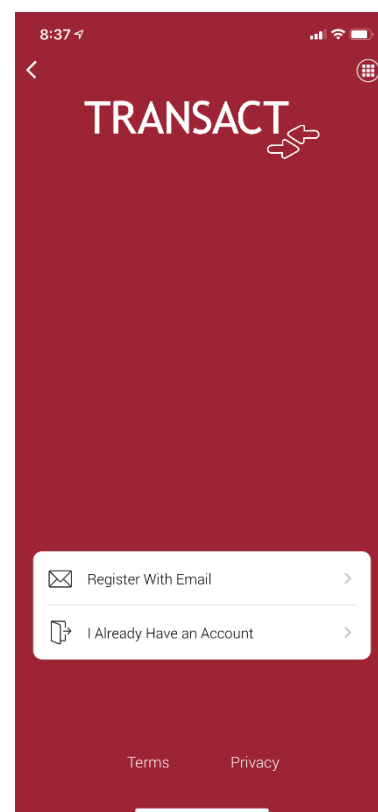 8:37
TRANSACT
Register With Email
I Already Have an Account
Terms Privacy